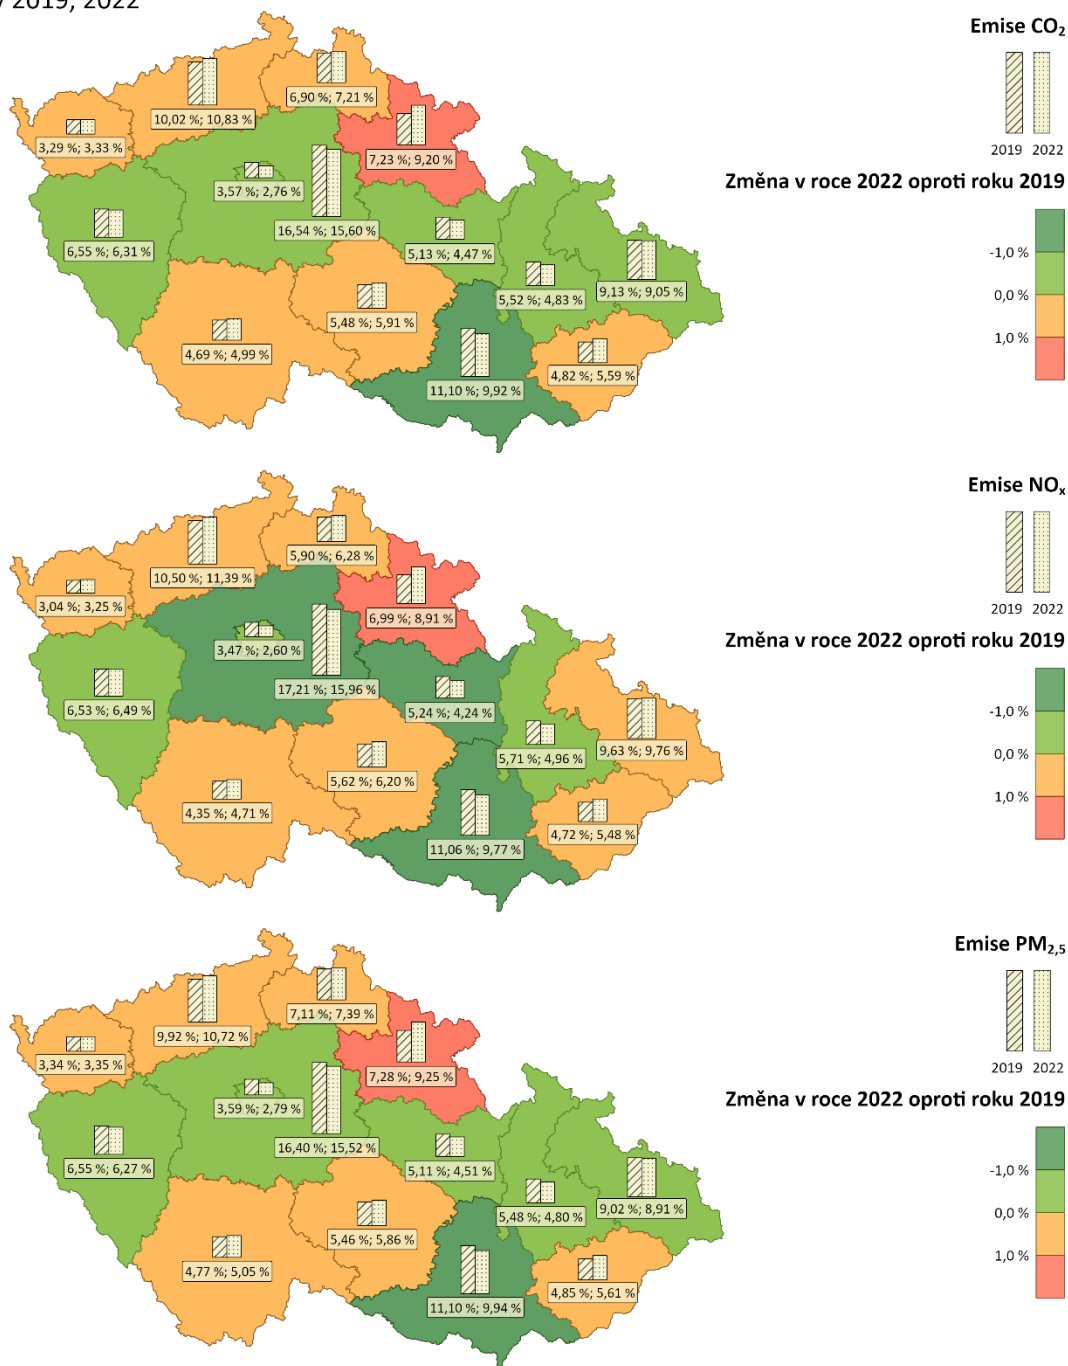 2019, 2022
Emise CO₂
6,90 %; 7,21 %
10,02 %; 10,83 %
3,29 %; 3,33 %
7,23 %; 9,20 %
2019 2022
Změna v roce 2022 oproti roku 2019
3,57 %; 2,76 %
16,54 %; 15,60 %
6,55 %; 6,31 %
5,13 %; 4,47 %
-1,0 %
9,13 %; 9,05 %
5,52 %; 4,83 %
0,0 %
5,48 %; 5,91 %
1,0 %
4,69 %; 4,99 %
4,82 %; 5,59 %
11,10 %; 9,92 %
Emise NOₓ
5,90 %; 6,28 %
10,50 %; 11,39 %
3,04 %; 3,25 %
6,99 %; 8,91 %
2019 2022
Změna v roce 2022 oproti roku 2019
3,47 %; 2,60 %
17,21 %; 15,96 %
6,53 %; 6,49 %
5,24 %; 4,24 %
-1,0 %
9,63 %; 9,76 %
5,71 %; 4,96 %
0,0 %
5,62 %; 6,20 %
1,0 %
4,35 %; 4,71 %
4,72 %; 5,48 %
11,06 %; 9,77 %
Emise PM₂,₅
7,11 %; 7,39 %
9,92 %; 10,72 %
3,34 %; 3,35 %
7,28 %; 9,25 %
2019 2022
Změna v roce 2022 oproti roku 2019
3,59 %; 2,79 %
16,40 %; 15,52 %
6,55 %; 6,27 %
5,11 %; 4,51 %
-1,0 %
9,02 %; 8,91 %
5,48 %; 4,80 %
0,0 %
5,46 %; 5,86 %
1,0 %
4,77 %; 5,05 %
4,85 %; 5,61 %
11,10 %; 9,94 %